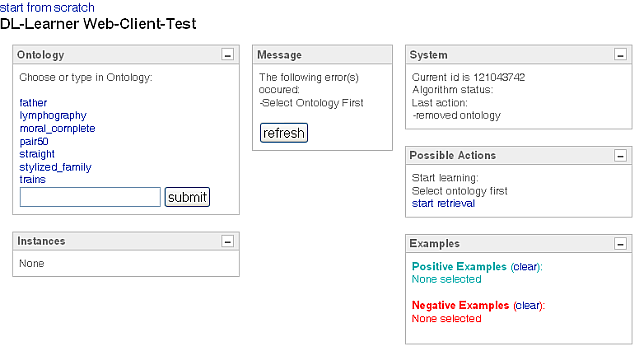 start from scratch
DL-Learner Web-Client-Test
Ontology
Choose or type in Ontology:
father
lymphography
moral_complete
pair50
straight
stylized_family
trains
submit
Instances
None
Message
The following error(s)
occured:
-Select Ontology First
refresh
System
Current id is 121043742
Algorithm status:
Last action:
-removed ontology
Possible Actions
Start learning:
Select ontology first
start retrieval
Examples
Positive Examples (clear):
None selected
Negative Examples (clear):
None selected